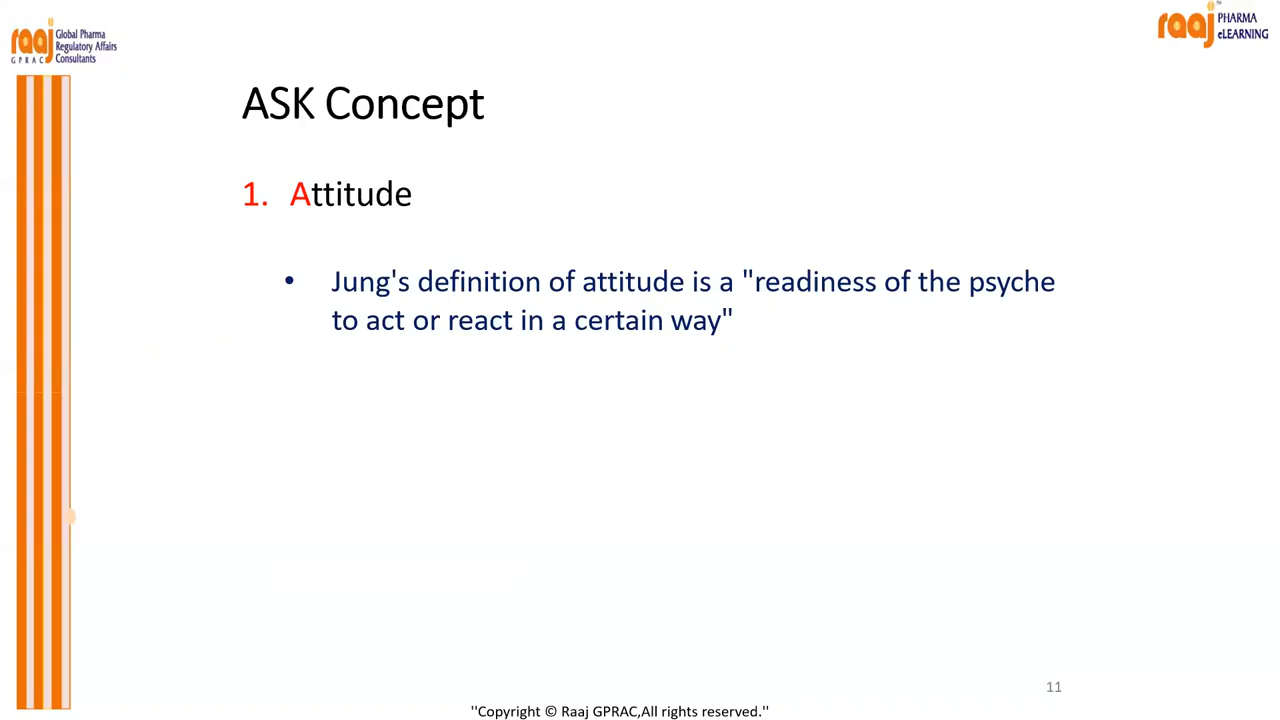 raaj Global Pharma
Regulatory Affairs
GPRAC Consultants
raaj PHARMA
eLEARNING
TM
ASK Concept
1. Attitude
• Jung's definition of attitude is a "readiness of the psyche
to act or react in a certain way"
11
"Copyright © Raaj GPRAC,All rights reserved."